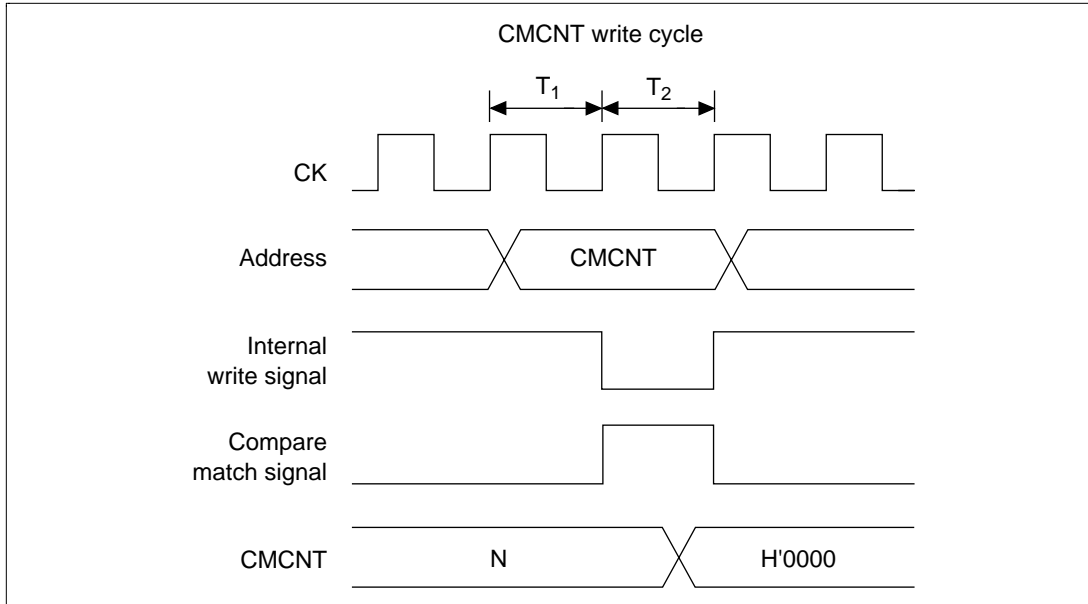 CMCNT write cycle
T1 T2
CK
Address CMCNT
Internal
write signal
Compare
match signal
CMCNT N H'0000